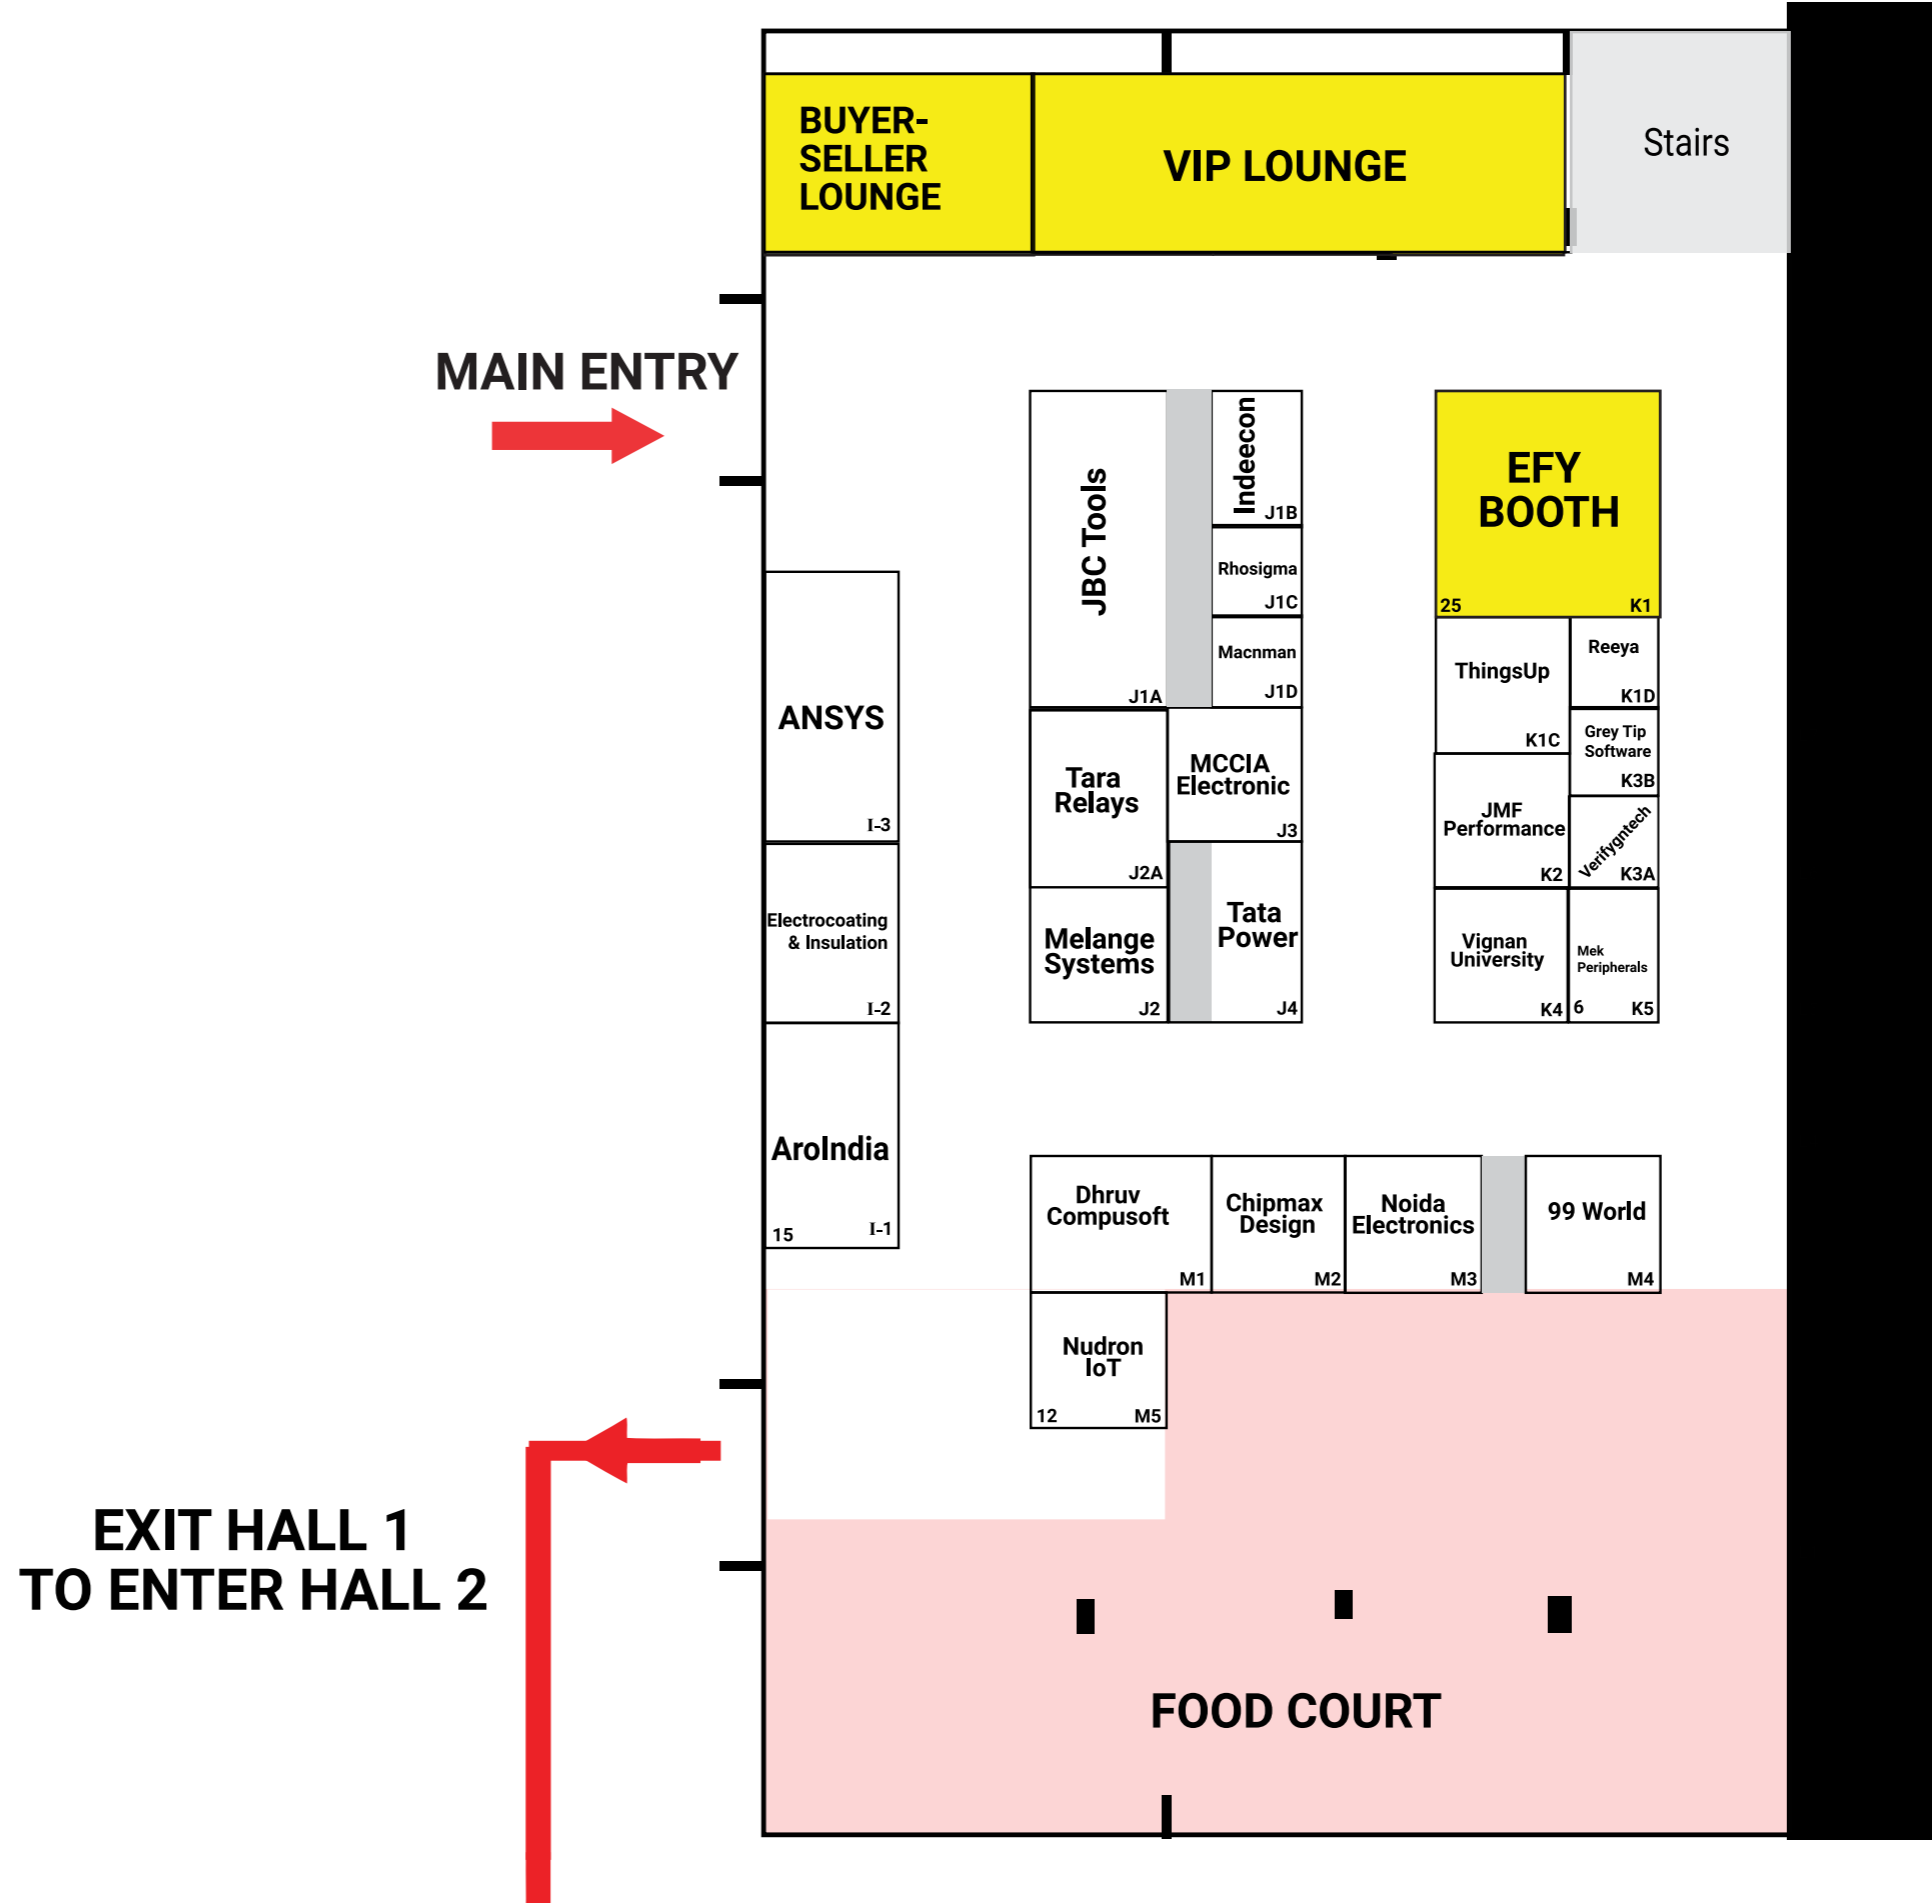 BUYER-
SELLER
LOUNGE
VIP LOUNGE
Stairs
MAIN ENTRY
JBC Tools
J1A
Indeecon
J1B
Rhosigma
J1C
Macnman
J1D
EFY
BOOTH
25
K1
ThingsUp
K1C
Reeya
K1D
Grey Tip
Software
K3B
ANSYS
I-3
Tara
Relays
J2A
MCCIA
Electronic
J3
JMF
Performance
K2
Verifygntech
K3A
Electrocoating
& Insulation
I-2
Melange
Systems
J2
Tata
Power
J4
Vignan
University
K4
Mek
Peripherals
6
K5
AroIndia
15
I-1
Dhruv
Compusoft
M1
Chipmax
Design
M2
Noida
Electronics
M3
99 World
M4
Nudron
IoT
12
M5
EXIT HALL 1
TO ENTER HALL 2
FOOD COURT